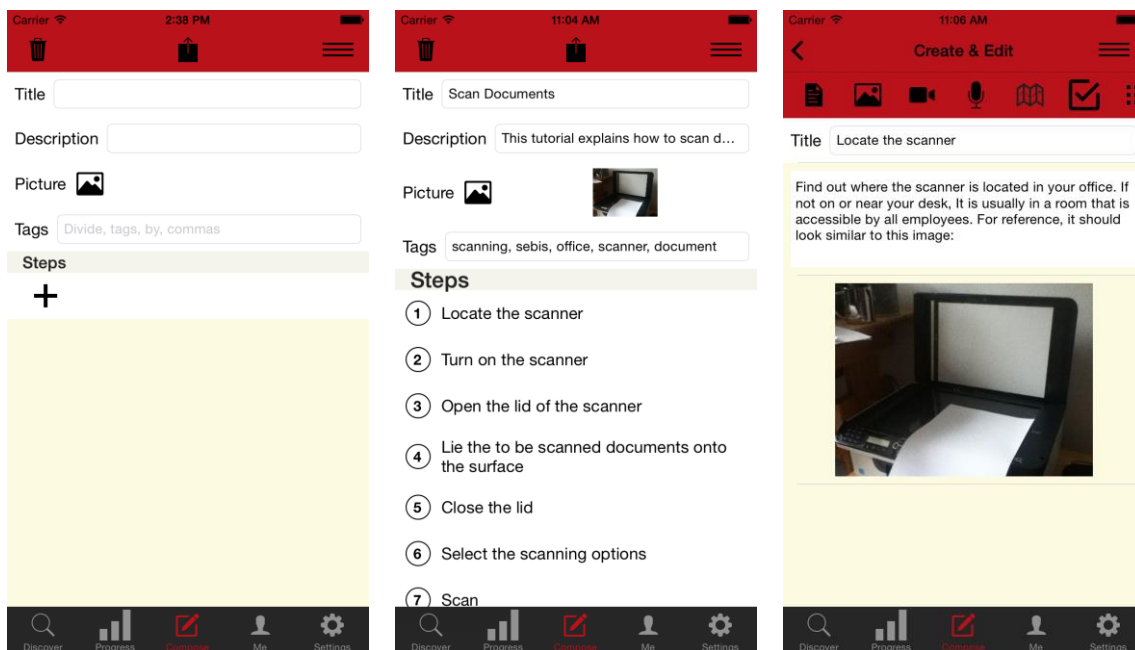 Carrier
2:38 PM
Title
Description
Picture
Tags Divide, tags, by, commas
Steps
Discover Progress Compose Me Settings
Carrier
11:04 AM
Title Scan Documents
Description This tutorial explains how to scan d...
Picture
Tags scanning, sebis, office, scanner, document
Steps
1 Locate the scanner
2 Turn on the scanner
3 Open the lid of the scanner
4 Lie the to be scanned documents onto
the surface
5 Close the lid
6 Select the scanning options
7 Scan
Discover Progress Compose Me Settings
Carrier
11:06 AM
Create & Edit
Title Locate the scanner
Find out where the scanner is located in your office. If
not on or near your desk, It is usually in a room that is
accessible by all employees. For reference, it should
look similar to this image:
Discover Progress Compose Me Settings